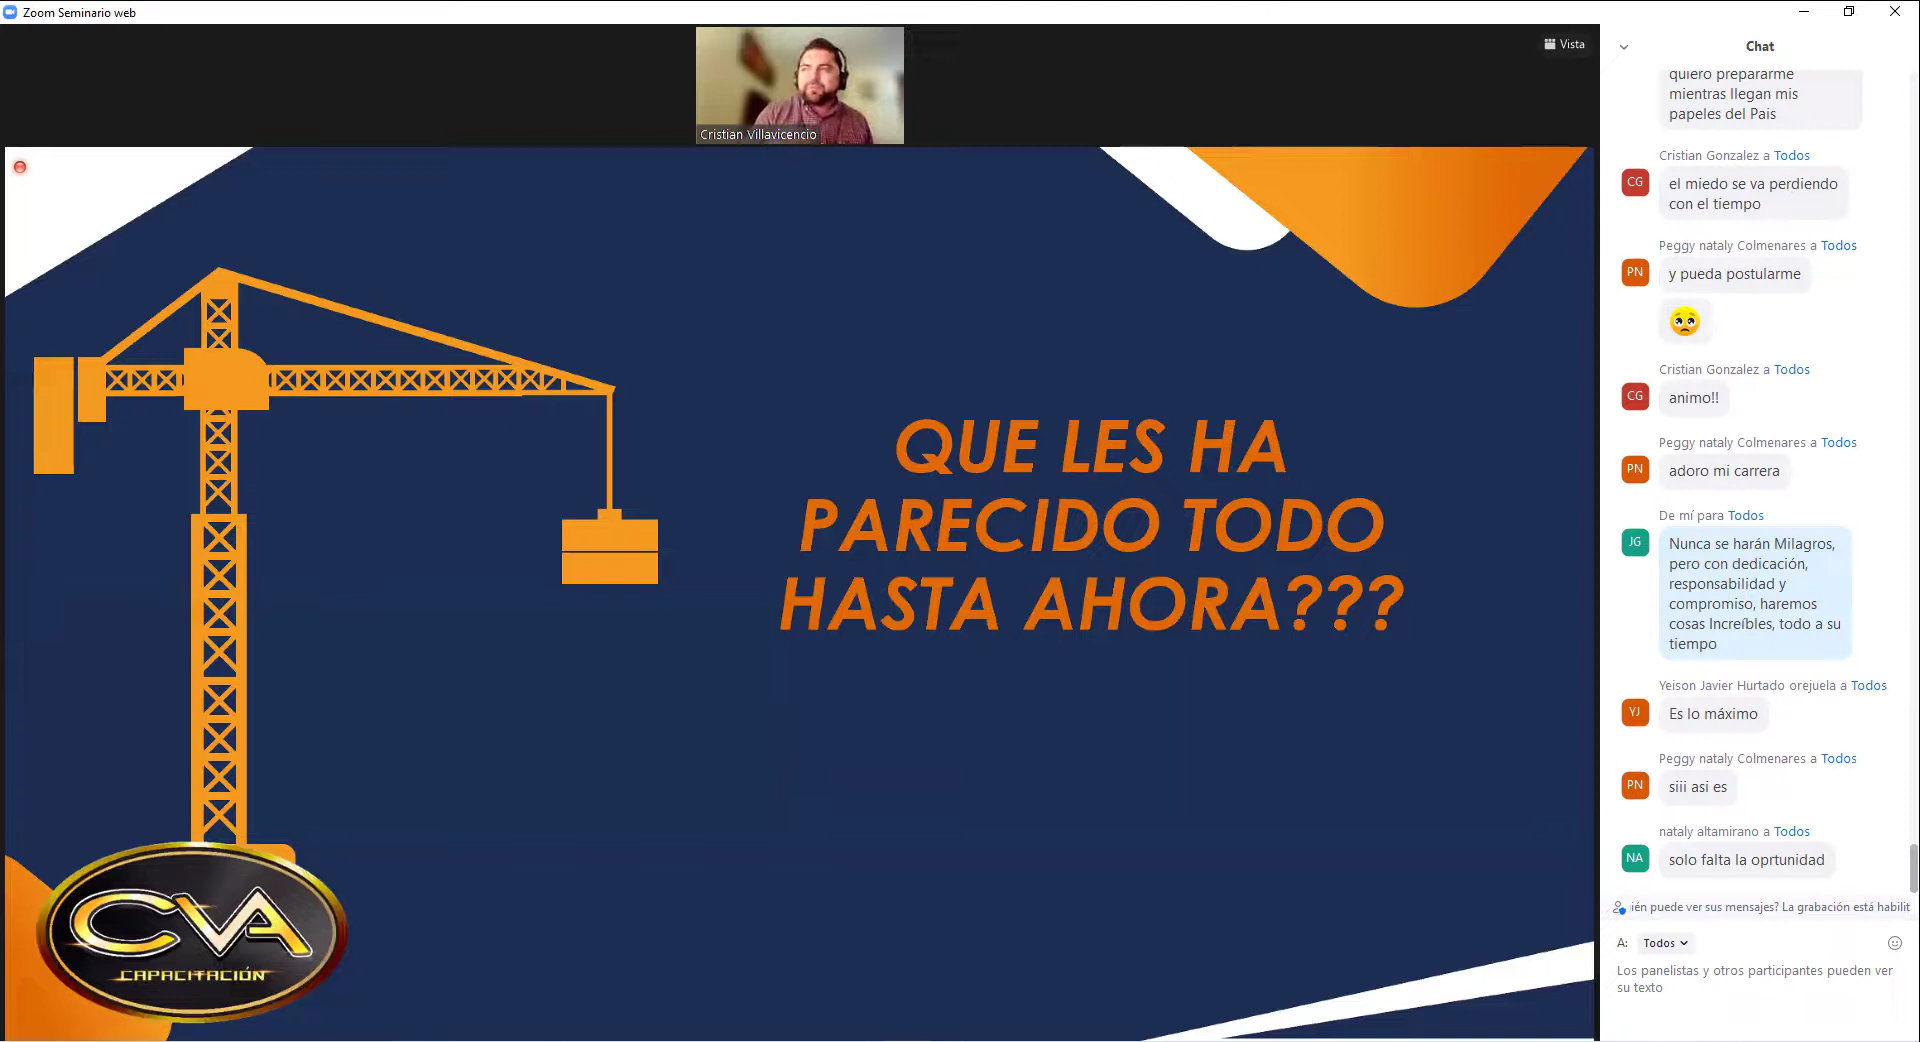 Zoom Seminario web
Vista
Cristian Villavicencio
QUE LES HA
PARECIDO TODO
HASTA AHORA???
CVA
CAPACITACIÓN
Chat
quiero prepararme
mientras llegan mis
papeles del Pais
Cristian Gonzalez a Todos
CG
el miedo se va perdiendo
con el tiempo
Peggy nataly Colmenares a Todos
PN
y pueda postularme
Cristian Gonzalez a Todos
CG
animo!!
Peggy nataly Colmenares a Todos
PN
adoro mi carrera
De mí para Todos
JG
Nunca se harán Milagros,
pero con dedicación,
responsabilidad y
compromiso, haremos
cosas Increíbles, todo a su
tiempo
Yeison Javier Hurtado orejuela a Todos
YJ
Es lo máximo
Peggy nataly Colmenares a Todos
PN
siii asi es
nataly altamirano a Todos
NA
solo falta la oprtunidad
ién puede ver sus mensajes? La grabación está habilit
A: Todos
Los panelistas y otros participantes pueden ver
su texto